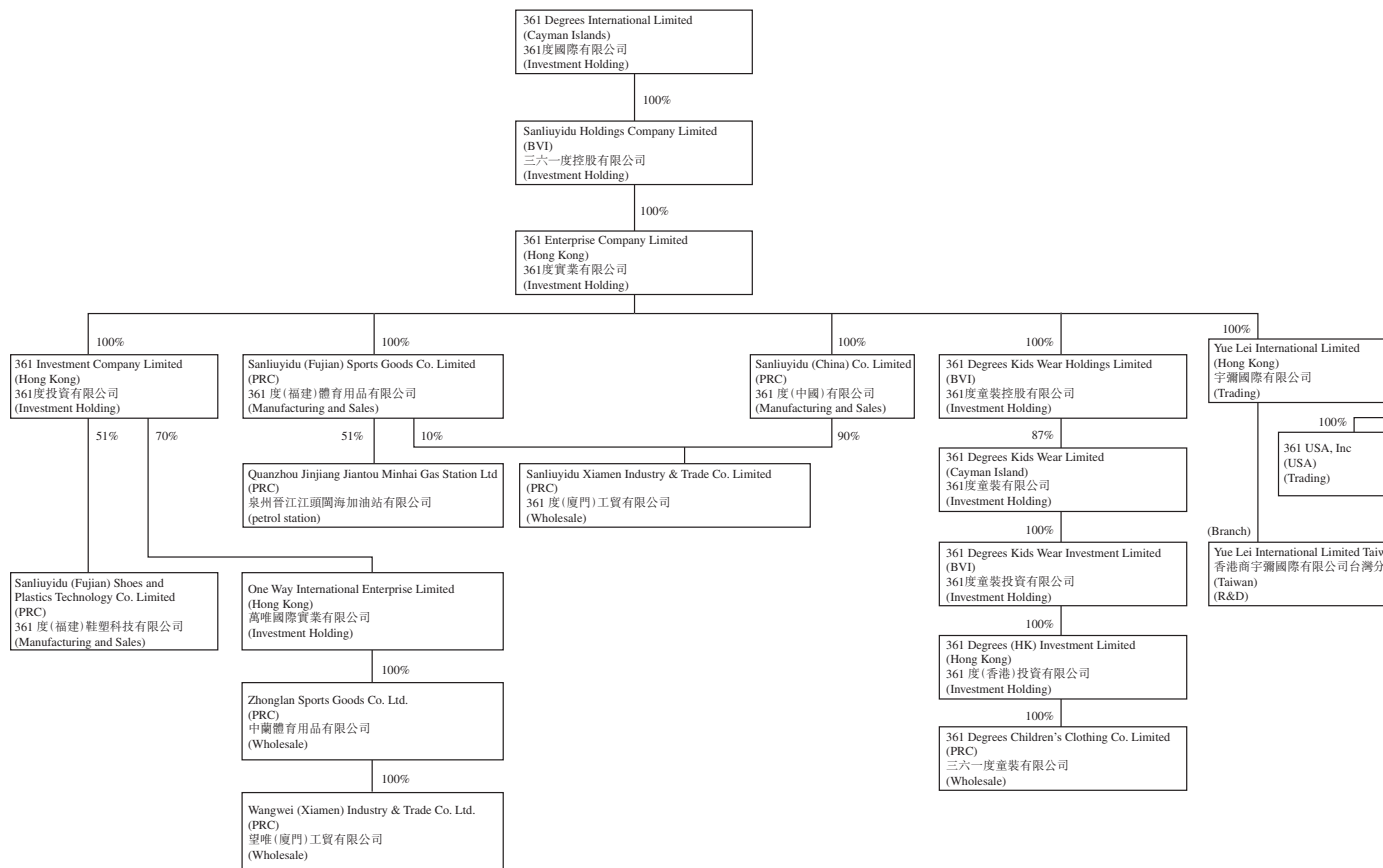 361 Degrees International Limited
(Cayman Islands)
361度國際有限公司
(Investment Holding)
100%
Sanliuyidu Holdings Company Limited
(BVI)
三六一度控股有限公司
(Investment Holding)
100%
361 Enterprise Company Limited
(Hong Kong)
361度實業有限公司
(Investment Holding)
100%
100%
100%
100%
100%
361 Investment Company Limited
(Hong Kong)
361度投資有限公司
(Investment Holding)
Sanliuyidu (Fujian) Sports Goods Co. Limited
(PRC)
361 度(福建)體育用品有限公司
(Manufacturing and Sales)
Sanliuyidu (China) Co. Limited
(PRC)
361 度(中國)有限公司
(Manufacturing and Sales)
361 Degrees Kids Wear Holdings Limited
(BVI)
361度童裝控股有限公司
(Investment Holding)
Yue Lei International Limited
(Hong Kong)
宇彌國際有限公司
(Trading)
51%
70%
51%
10%
90%
87%
100%
Quanzhou Jinjiang Jiantou Minhai Gas Station Ltd
(PRC)
泉州晉江江頭閩海加油站有限公司
(petrol station)
Sanliuyidu Xiamen Industry & Trade Co. Limited
(PRC)
361 度(廈門)工貿有限公司
(Wholesale)
361 Degrees Kids Wear Limited
(Cayman Island)
361度童裝有限公司
(Investment Holding)
361 USA, Inc
(USA)
(Trading)
100%
(Branch)
Sanliuyidu (Fujian) Shoes and
Plastics Technology Co. Limited
(PRC)
361 度(福建)鞋塑科技有限公司
(Manufacturing and Sales)
One Way International Enterprise Limited
(Hong Kong)
萬唯國際實業有限公司
(Investment Holding)
361 Degrees Kids Wear Investment Limited
(BVI)
361度童裝投資有限公司
(Investment Holding)
Yue Lei International Limited Taiw
香港商宇彌國際有限公司台灣分
(Taiwan)
(R&D)
100%
100%
Zhonglan Sports Goods Co. Ltd.
(PRC)
中蘭體育用品有限公司
(Wholesale)
361 Degrees (HK) Investment Limited
(Hong Kong)
361 度(香港)投資有限公司
(Investment Holding)
100%
100%
Wangwei (Xiamen) Industry & Trade Co. Ltd.
(PRC)
望唯(廈門)工貿有限公司
(Wholesale)
361 Degrees Children's Clothing Co. Limited
(PRC)
三六一度童裝有限公司
(Wholesale)